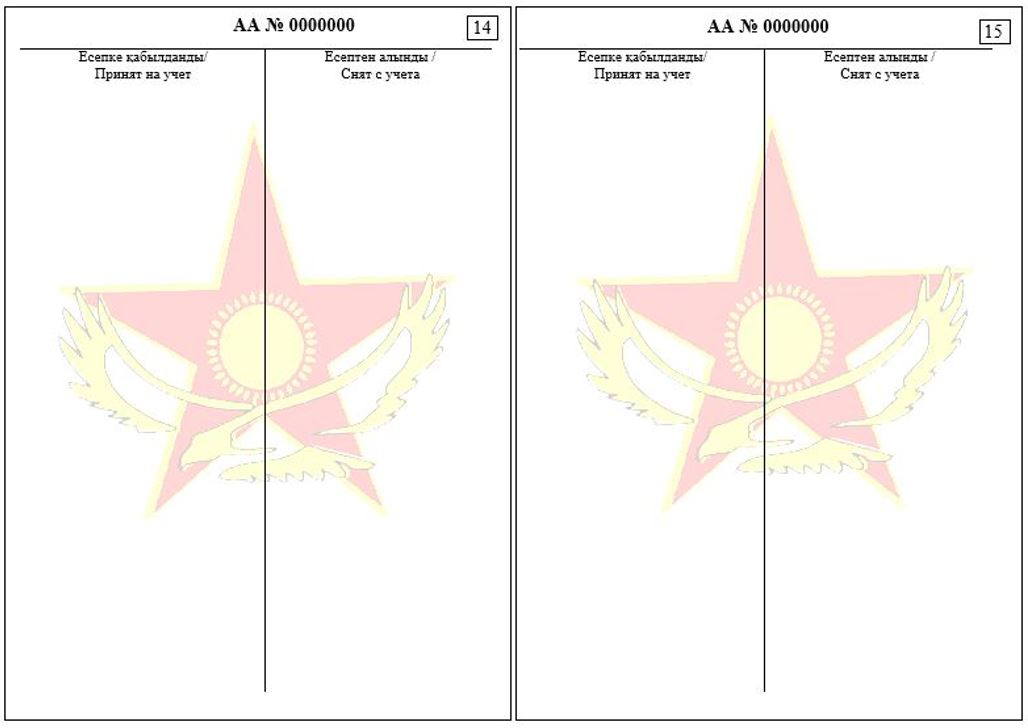 АА № 0000000
14
Есепке қабылданды/
Принят на учет
Есептен алынды /
Снят с учета
АА № 0000000
15
Есепке қабылданды/
Принят на учет
Есептен алынды /
Снят с учета